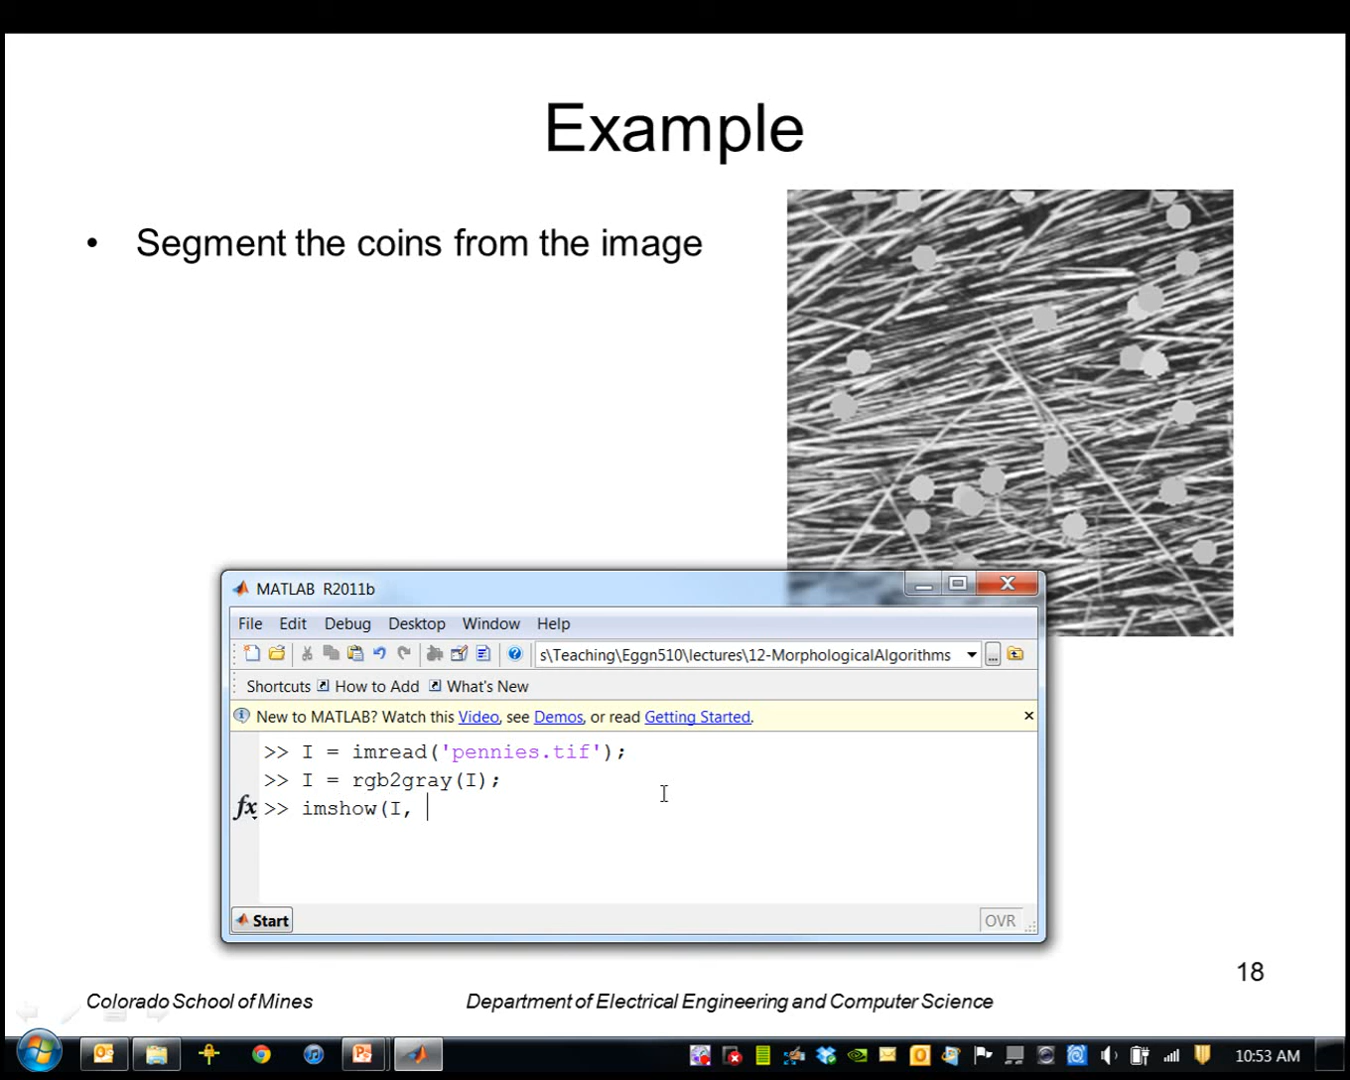 Example
• Segment the coins from the image
MATLAB R2011b
File Edit Debug Desktop Window Help
s\Teaching\Eggn510\lectures\12-MorphologicalAlgorithms ...
Shortcuts How to Add What's New
New to MATLAB? Watch this Video, see Demos, or read Getting Started.
>> I = imread('pennies.tif');
>> I = rgb2gray(I);
fx >> imshow(I,
Start OVR
18
Colorado School of Mines Department of Electrical Engineering and Computer Science
10:53 AM